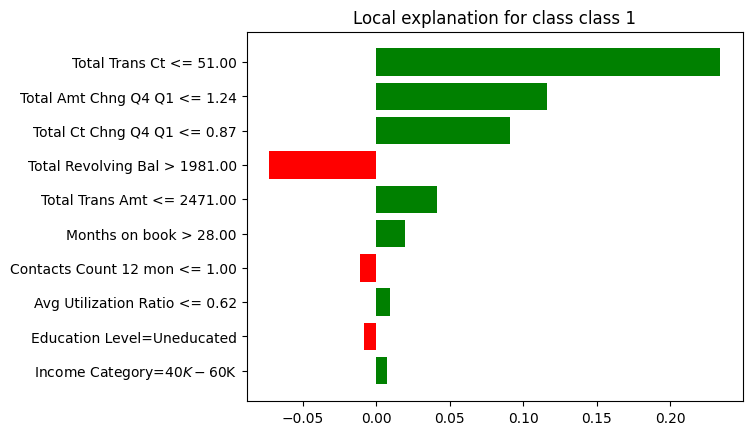 Local explanation for class class 1
Total Trans Ct <= 51.00
Total Amt Chng Q4 Q1 <= 1.24
Total Ct Chng Q4 Q1 <= 0.87
Total Revolving Bal > 1981.00
Total Trans Amt <= 2471.00
Months on book > 28.00
Contacts Count 12 mon <= 1.00
Avg Utilization Ratio <= 0.62
Education Level=Uneducated
Income Category=40K − 60K
−0.05 0.00 0.05 0.10 0.15 0.20